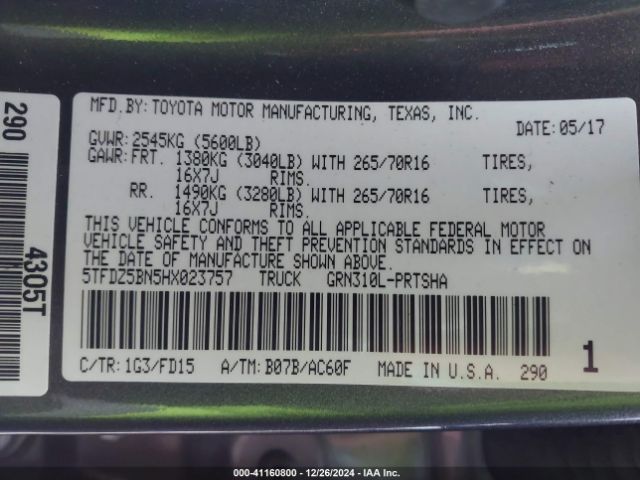 MFD.BY:TOYOTA MOTOR MANUFACTURING, TEXAS, INC.
DATE:05/17
GVWR:2545KG (5600LB)
GAWR:FRT. 1380KG (3040LB) WITH 265/70R16 TIRES,
16X7J RIMS.
RR. 1490KG (3280LB) WITH 265/70R16 TIRES,
16X7J RIMS.
THIS VEHICLE CONFORMS TO ALL APPLICABLE FEDERAL MOTOR
VEHICLE SAFETY AND THEFT PREVENTION STANDARDS IN EFFECT ON
THE DATE OF MANUFACTURE SHOWN ABOVE.
5TFDZ5BN5HX023757 TRUCK GRN310L-PRTSHA
C/TR:1G3/FD15 A/TM:B07B/AC60F MADE IN U.S.A. 290
1
290
4305T
000-41160800 - 12/26/2024 - IAAI.COM